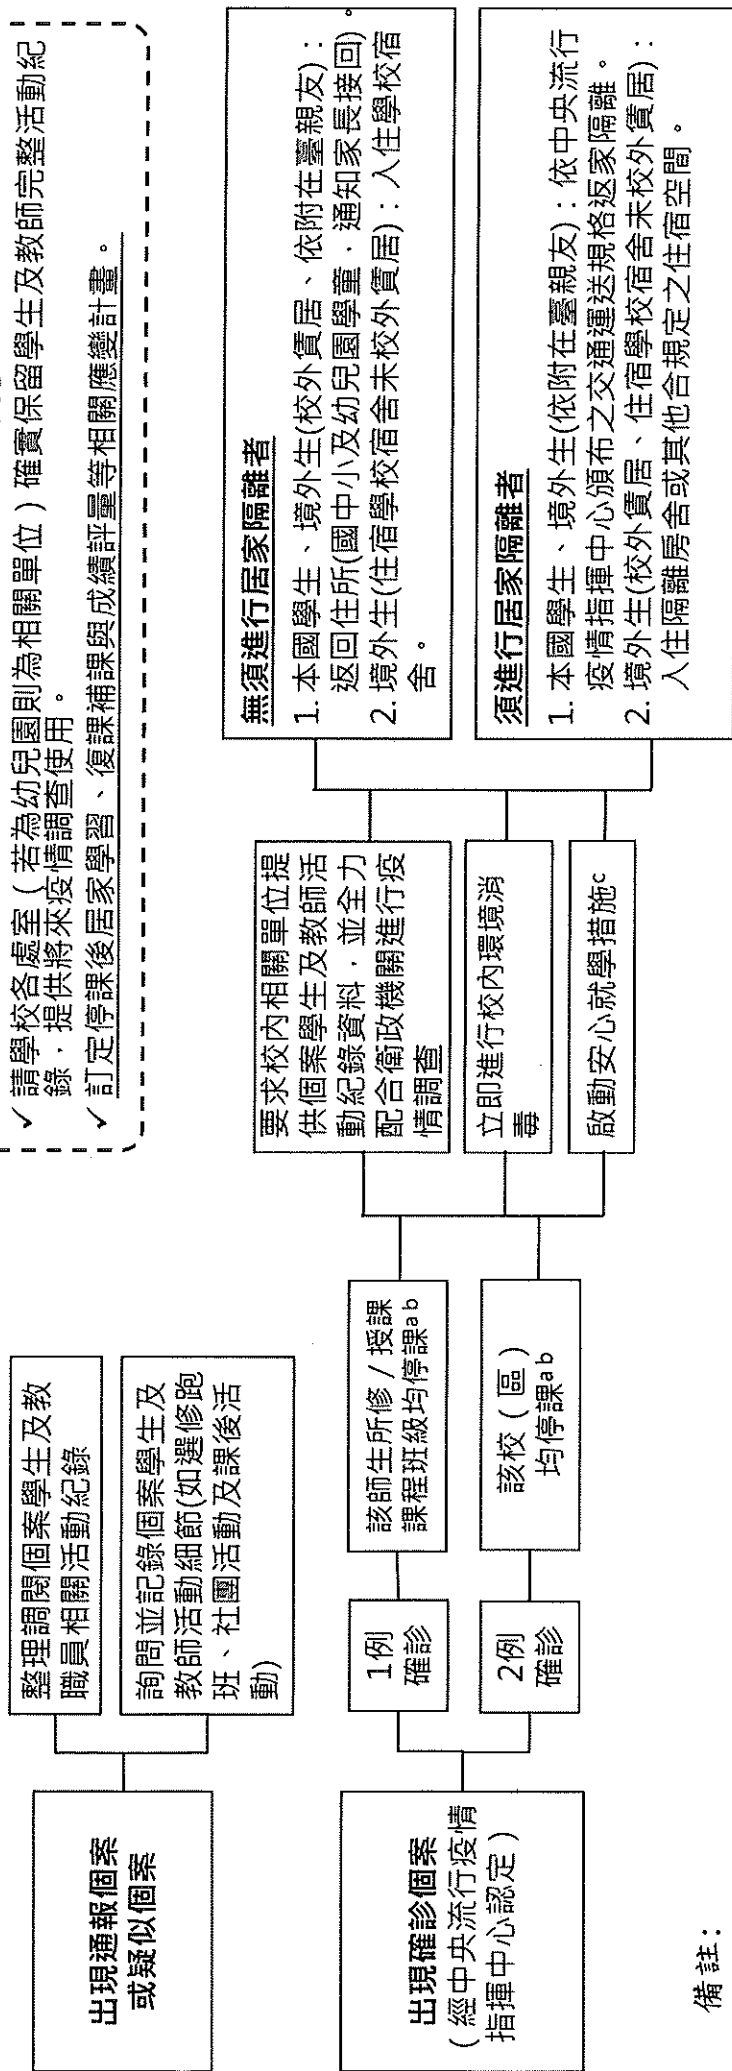 ✓ 請學校各處室（若為幼兒園則為相關單位）確實保留學生及教師完整活動紀
錄，提供將來疫情調查使用。
✓ 訂定停課後居家學習、復課補課與成績評量等相關應變計畫。
出現通報個案
或疑似個案
整理調閱個案學生及教
職員相關活動紀錄
詢問並記錄個案學生及
教師活動細節(如選修跑
班、社團活動及課後活
動)
出現確診個案
（經中央流行疫情
指揮中心認定）
1例
確診
2例
確診
該師生所修／授課
課程班級均停課ab
該校（區）
均停課ab
要求校內相關單位提
供個案學生及教師活
動紀錄資料，並全力
配合衛政機關進行疫
情調查
立即進行校內環境消
毒
啟動安心就學措施c
無須進行居家隔離者
1. 本國學生、境外生(校外賃居、依附在臺親友)：
返回住所(國中小及幼兒園學童，通知家長接回)。
2. 境外生(住宿學校宿舍未校外賃居)：入住學校宿
舍。
須進行居家隔離者
1. 本國學生、境外生(依附在臺親友)：依中央流行
疫情指揮中心頒布之交通運送規格返家隔離。
2. 境外生(校外賃居、住宿學校宿舍未校外賃居)：
入住隔離房舍或其他合規定之住宿空間。
備註：